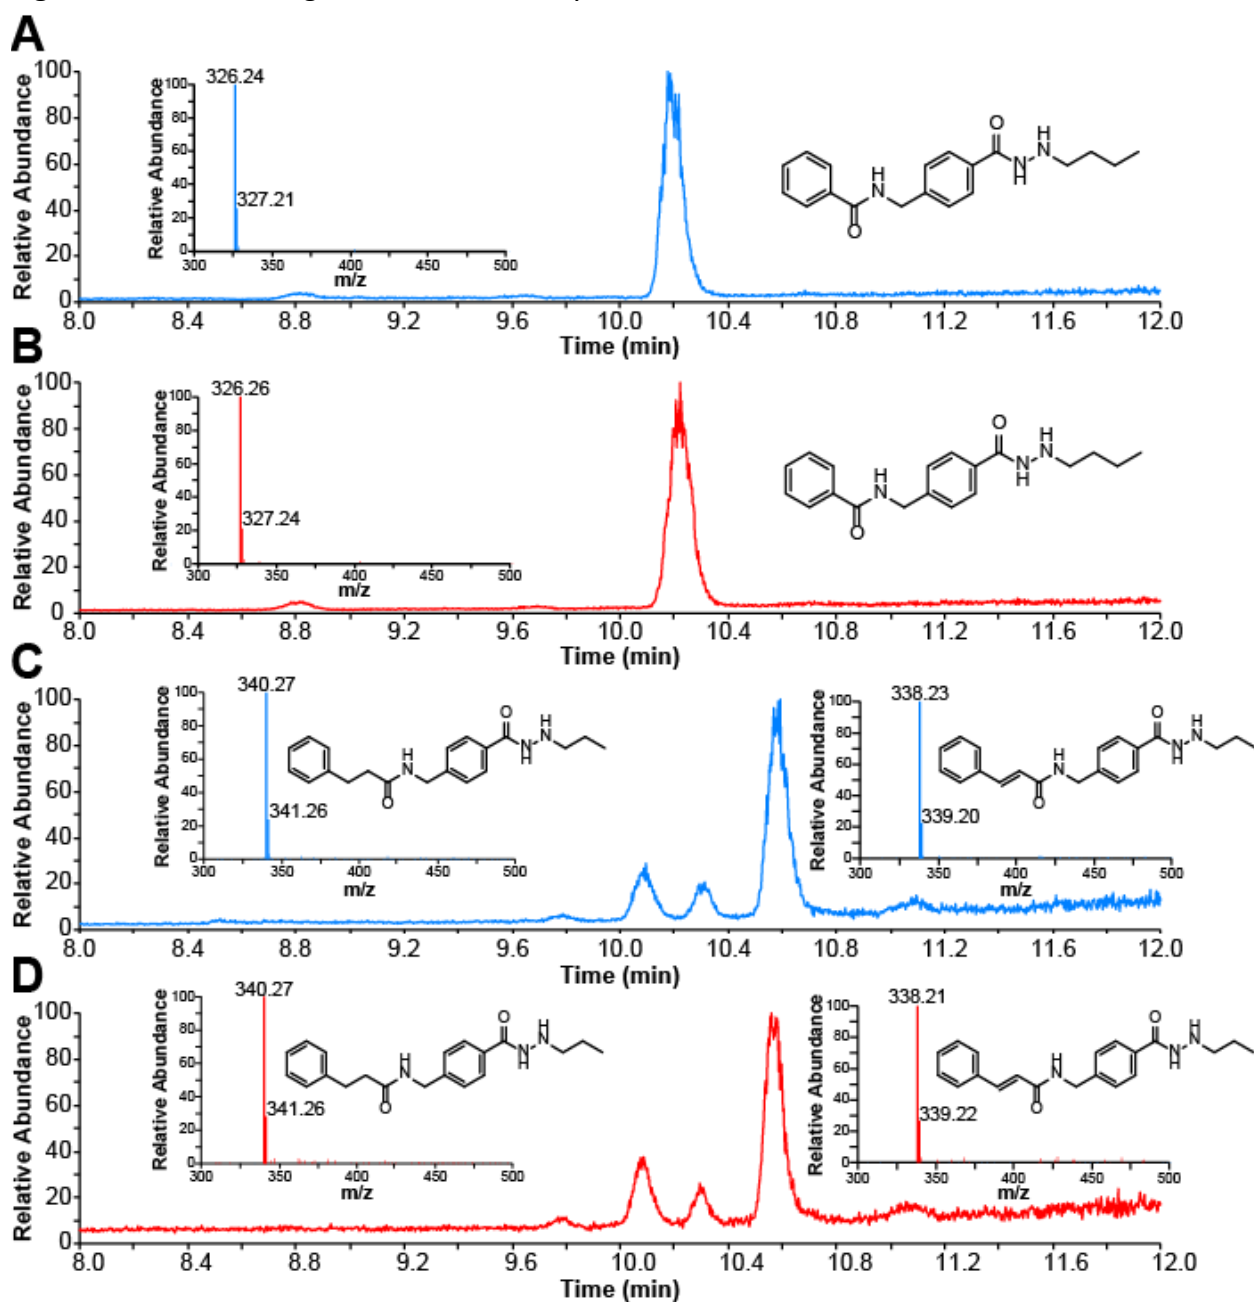 A
Relative Abundance
100
80
60
40
20
0
8.0 8.4 8.8 9.2 9.6 10.0 10.4 10.8 11.2 11.6 12.0
Time (min)
Relative Abundance
100
80
60
40
20
0
326.24
327.21
300 350 400 450 500
m/z
O
H
N
N
H
H
N
O
B
Relative Abundance
100
80
60
40
20
0
8.0 8.4 8.8 9.2 9.6 10.0 10.4 10.8 11.2 11.6 12.0
Time (min)
Relative Abundance
100
80
60
40
20
0
326.26
327.24
300 350 400 450 500
m/z
O
H
N
N
H
H
N
O
C
Relative Abundance
100
80
60
40
20
0
8.0 8.4 8.8 9.2 9.6 10.0 10.4 10.8 11.2 11.6 12.0
Time (min)
Relative Abundance
100
80
60
40
20
0
340.27
341.26
300 350 400 450 500
m/z
O
H
N
N
H
H
N
O
Relative Abundance
100
80
60
40
20
0
338.23
339.20
300 350 400 450 500
m/z
O
H
N
N
H
H
N
O
D
Relative Abundance
100
80
60
40
20
0
8.0 8.4 8.8 9.2 9.6 10.0 10.4 10.8 11.2 11.6 12.0
Time (min)
Relative Abundance
100
80
60
40
20
0
340.27
341.26
300 350 400 450 500
m/z
O
H
N
N
H
H
N
O
Relative Abundance
100
80
60
40
20
0
338.21
339.22
300 350 400 450 500
m/z
O
H
N
N
H
H
N
O